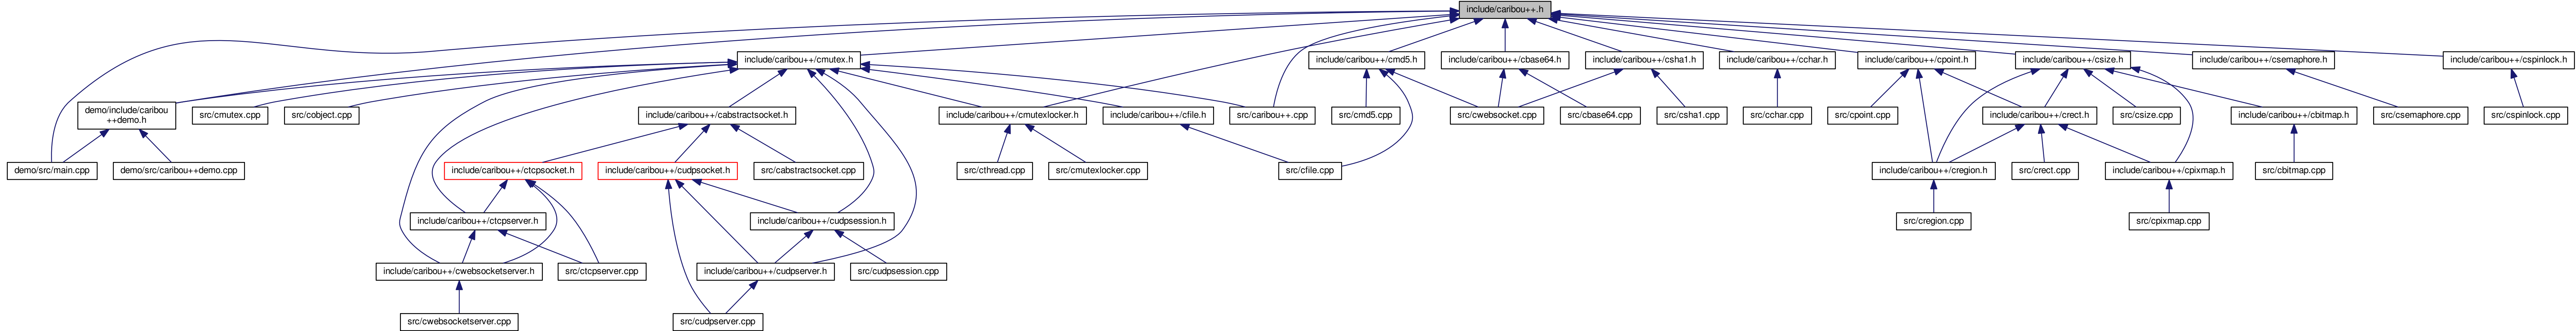 include/caribou++.h
include/caribou++/cmutex.h
include/caribou++/cmd5.h
include/caribou++/cbase64.h
include/caribou++/csha1.h
include/caribou++/cchar.h
include/caribou++/cpoint.h
include/caribou++/csize.h
include/caribou++/csemaphore.h
include/caribou++/cspinlock.h
demo/include/caribou
++demo.h
src/cmutex.cpp
src/cobject.cpp
include/caribou++/cabstractsocket.h
include/caribou++/cmutexlocker.h
include/caribou++/cfile.h
src/caribou++.cpp
src/cmd5.cpp
src/cwebsocket.cpp
src/cbase64.cpp
src/csha1.cpp
src/cchar.cpp
src/cpoint.cpp
include/caribou++/crect.h
src/csize.cpp
include/caribou++/cbitmap.h
src/csemaphore.cpp
src/cspinlock.cpp
demo/src/main.cpp
demo/src/caribou++demo.cpp
include/caribou++/ctcpsocket.h
include/caribou++/cudpsocket.h
src/cabstractsocket.cpp
src/cthread.cpp
src/cmutexlocker.cpp
src/cfile.cpp
include/caribou++/cregion.h
src/crect.cpp
include/caribou++/cpixmap.h
src/cbitmap.cpp
include/caribou++/ctcpserver.h
include/caribou++/cudpsession.h
src/cregion.cpp
src/cpixmap.cpp
include/caribou++/cwebsocketserver.h
src/ctcpserver.cpp
include/caribou++/cudpserver.h
src/cudpsession.cpp
src/cwebsocketserver.cpp
src/cudpserver.cpp